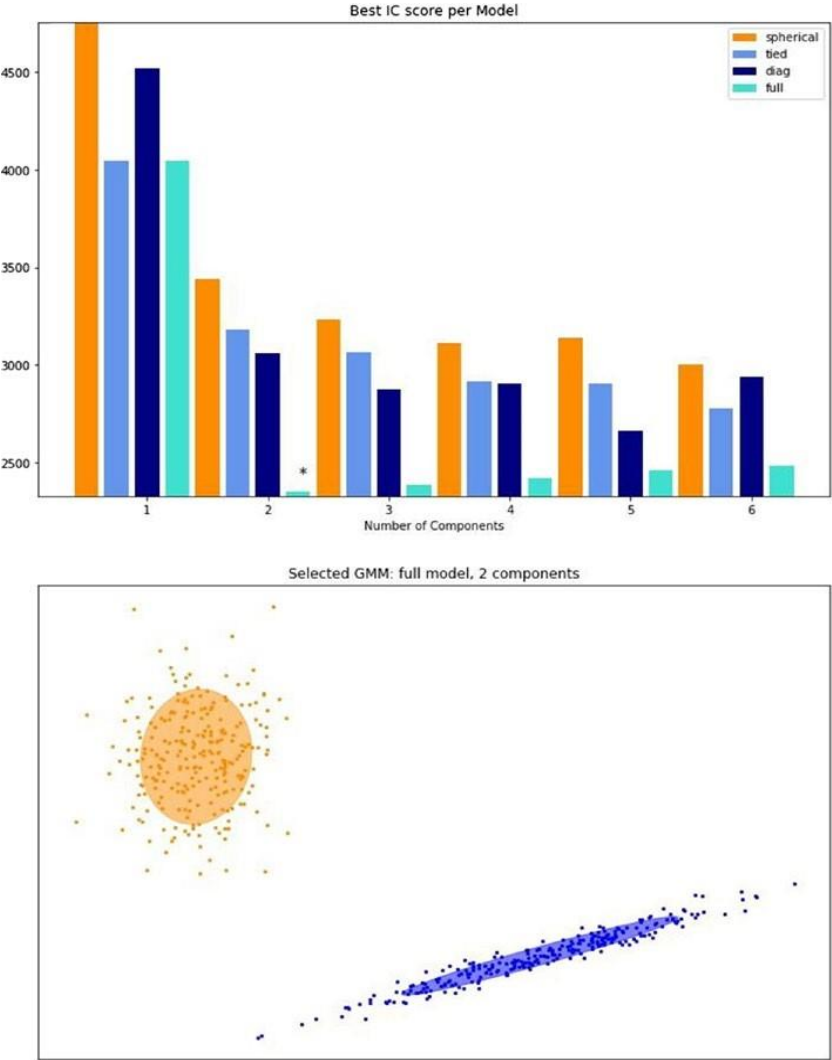 Best IC score per Model
spherical
tied
diag
full
4500
4000
3500
3000
2500
*
1 2 3 4 5 6
Number of Components
Selected GMM: full model, 2 components